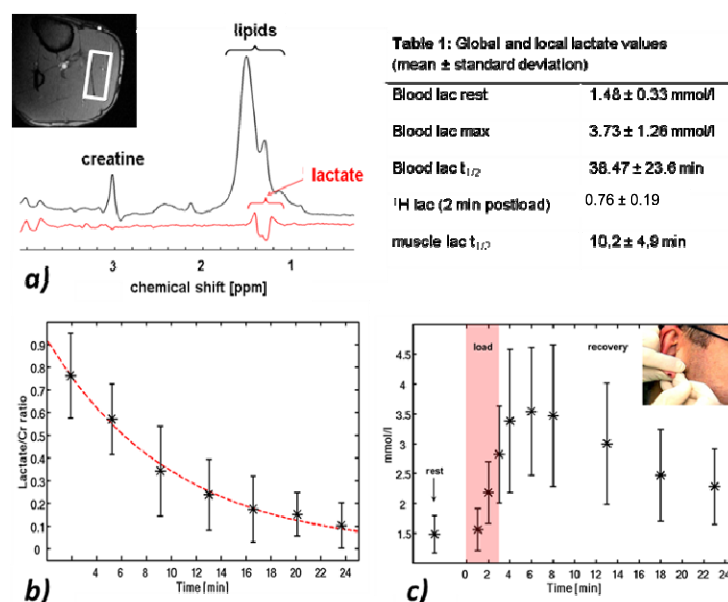 lipids
creatine
lactate
3 2 1
a)
chemical shift [ppm]
Table 1: Global and local lactate values
(mean ± standard deviation)
Blood lac rest 1.48 ± 0.33 mmol/l
Blood lac max 3.73 ± 1.26 mmol/l
Blood lac t1/2 38.47 ± 23.6 min
1H lac (2 min postload) 0.76 ± 0.19
muscle lac t1/2 10,2 ± 4,9 min
0.9
0.8
0.7
0.6
0.5
0.4
0.3
0.2
0.1
0
Lactate/Cr ratio
4 6 8 10 12 14 16 18 20 22 24
Time [min]
b)
4.5
4
3.5
3
2.5
2
1.5
mmol/l
load
recovery
rest
0 2 4 6 8 10 12 14 16 18 20 22 24
Time [min]
c)